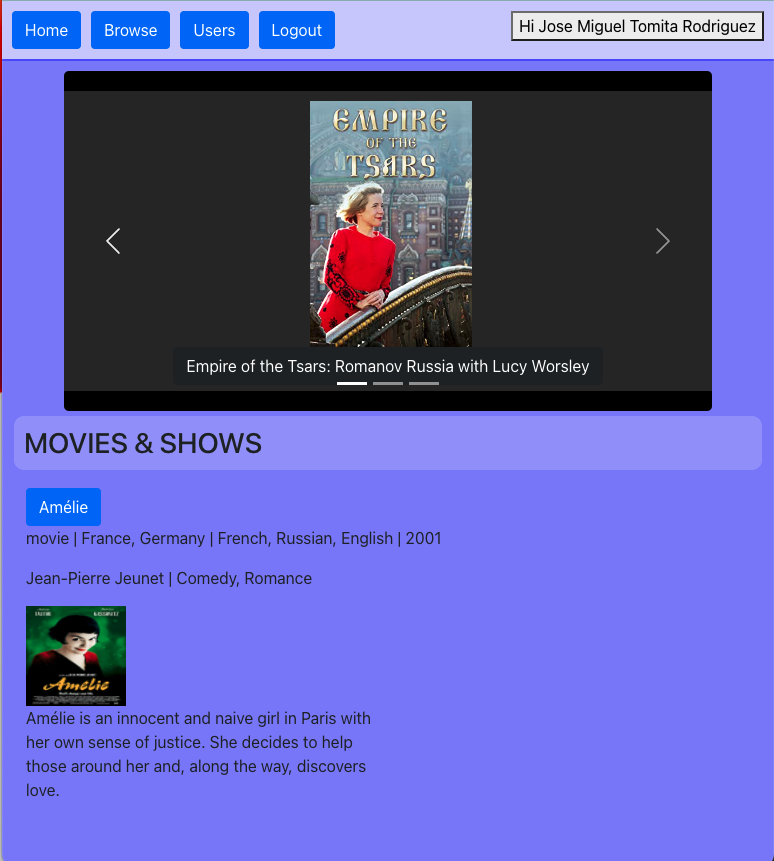 Home Browse Users Logout Hi Jose Miguel Tomita Rodriguez
EMPIRE
OF THE
TSARS
Empire of the Tsars: Romanov Russia with Lucy Worsley
MOVIES & SHOWS
Amélie
movie | France, Germany | French, Russian, English | 2001
Jean-Pierre Jeunet | Comedy, Romance
Amélie
Amélie is an innocent and naive girl in Paris with
her own sense of justice. She decides to help
those around her and, along the way, discovers
love.